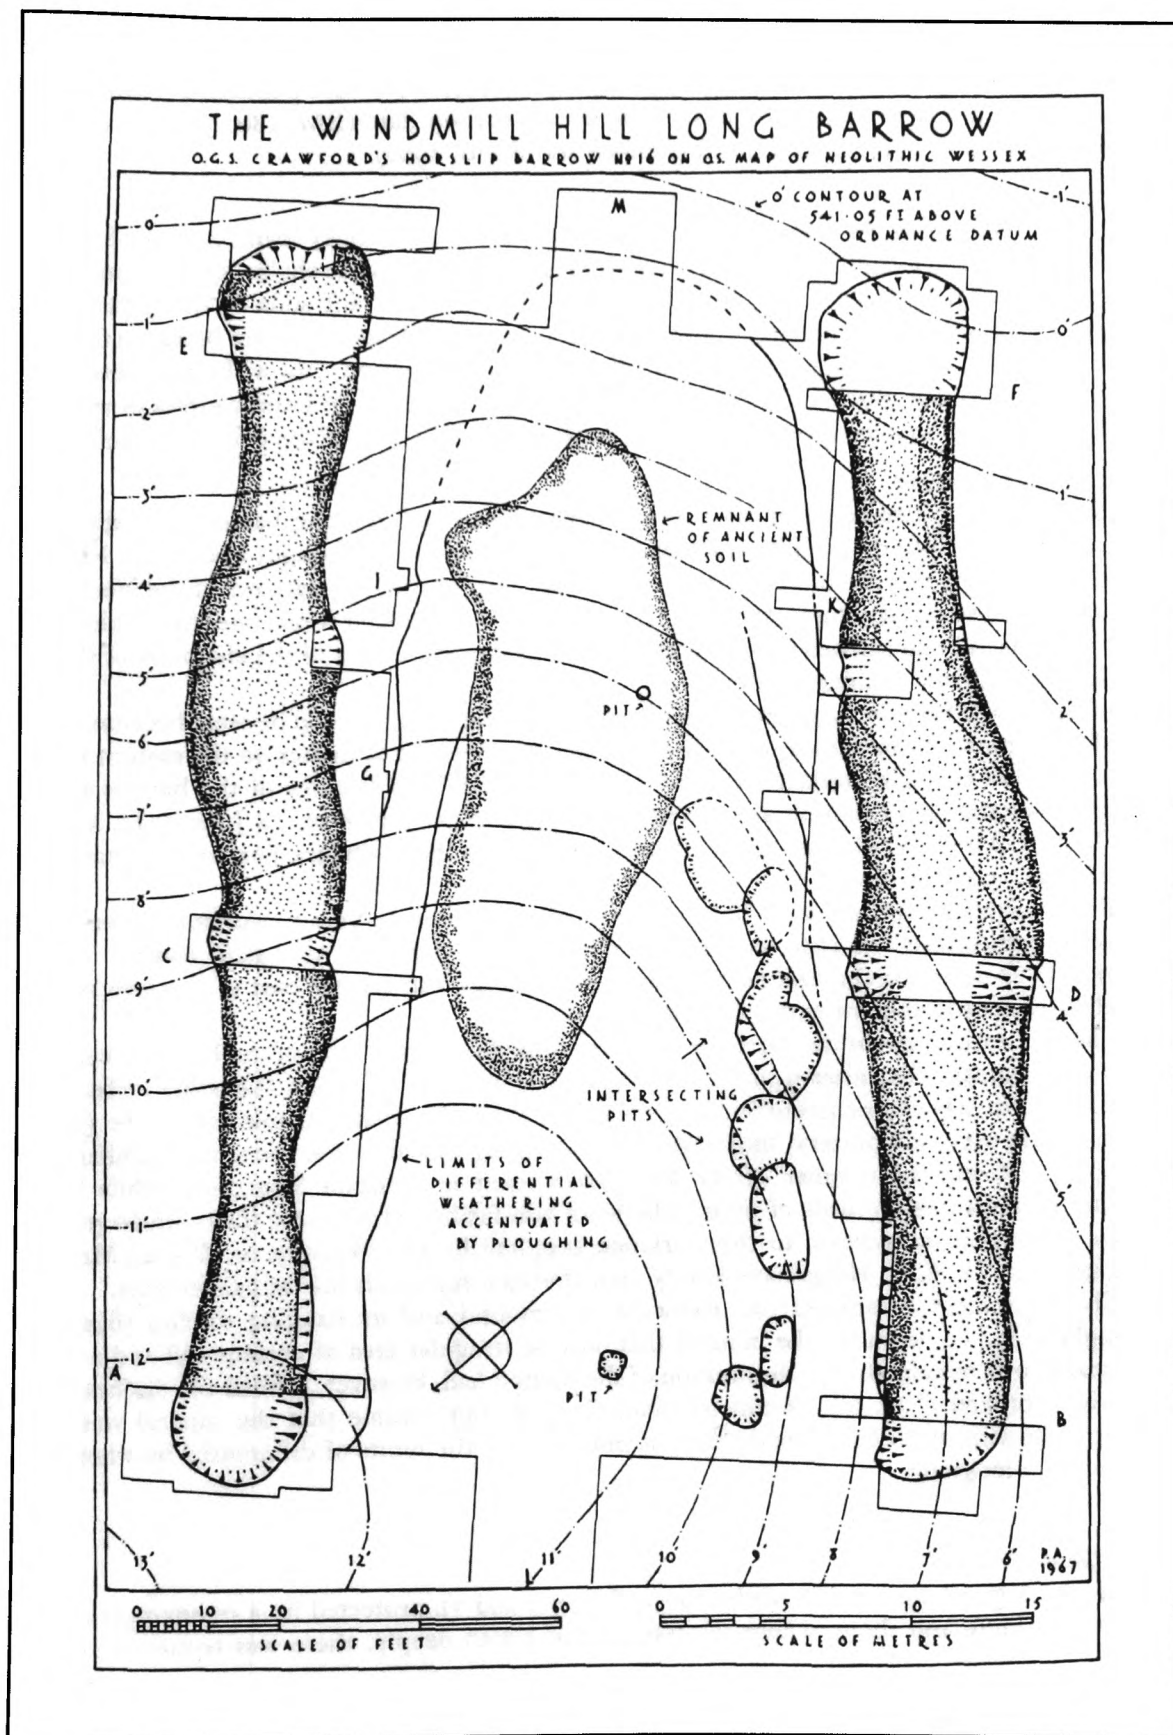 THE WINDMILL HILL LONG BARROW
O.G.S. CRAWFORD'S HORSLIP BARROW Nº16 ON O.S. MAP OF NEOLITHIC WESSEX
0' CONTOUR AT
541·05 FT ABOVE
ORDNANCE DATUM
-1'
0'
M
-1'
0'
E
F
-2'
1'
-3'
REMNANT
OF ANCIENT
SOIL
-4'
I
K
-5'
PIT
2'
-6'
G
H
-7'
3'
-8'
C
-9'
D
4'
-10'
INTERSECTING
PITS
LIMITS OF
DIFFERENTIAL
WEATHERING
ACCENTUATED
BY PLOUGHING
5'
-11'
-12'
A
PIT
B
13'
12'
11'
10'
9'
8
7'
6'
P.A.
1967
0 10 20 40 60
SCALE OF FEET
0 5 10 15
SCALE OF METRES